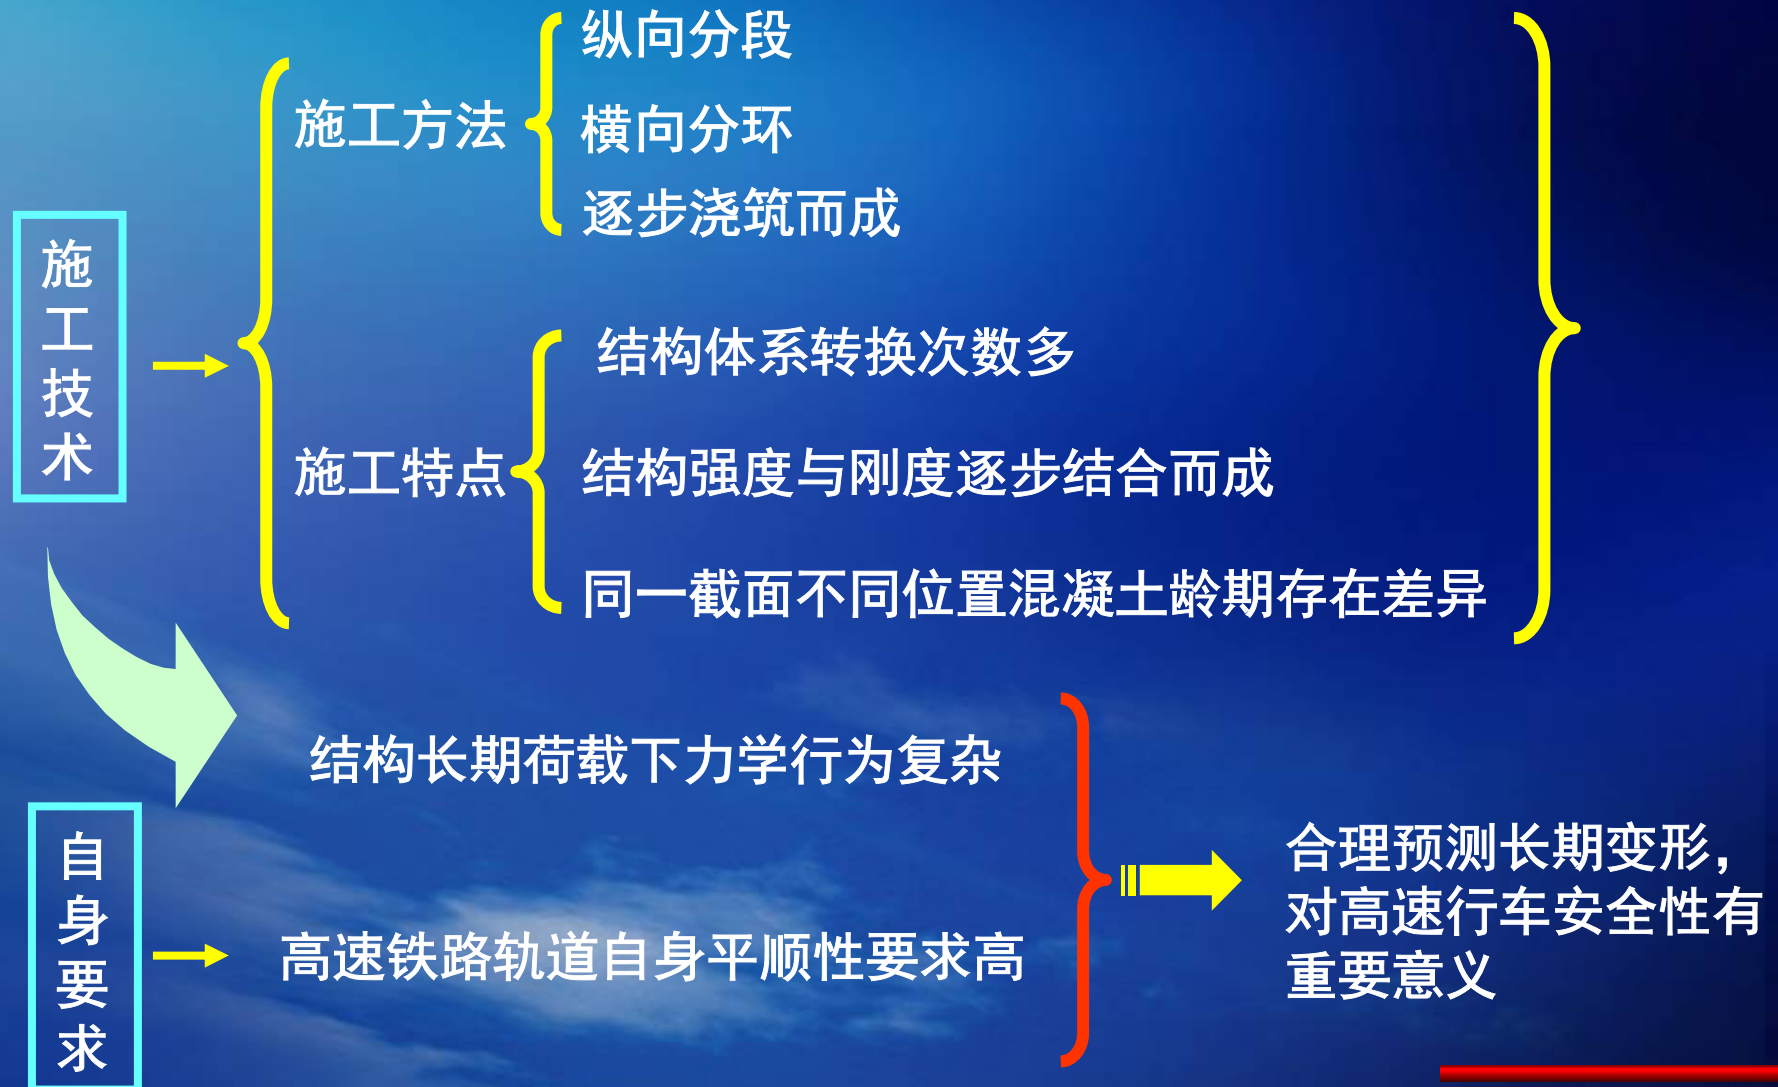 施工技术
施工方法
纵向分段
横向分环
逐步浇筑而成
施工特点
结构体系转换次数多
结构强度与刚度逐步结合而成
同一截面不同位置混凝土龄期存在差异
自身要求
结构长期荷载下力学行为复杂
高速铁路轨道自身平顺性要求高
合理预测长期变形，
对高速行车安全性有
重要意义